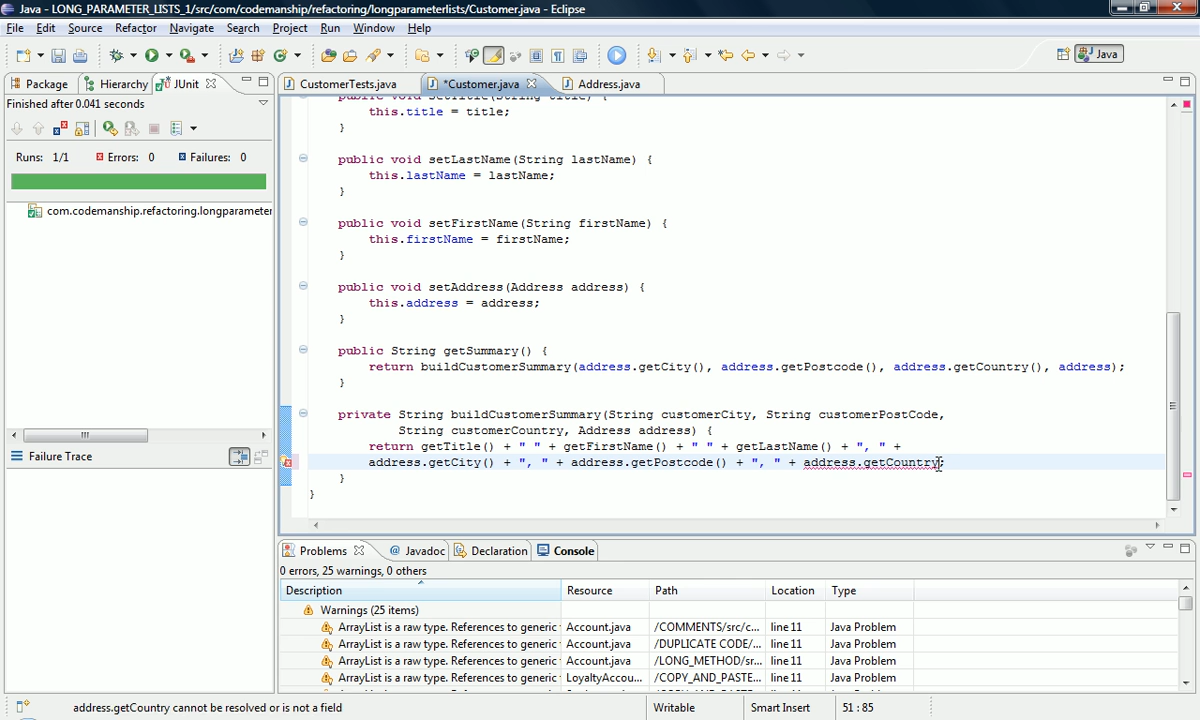 Java - LONG_PARAMETER_LISTS_1/src/com/codemanship/refactoring/longparameterlists/Customer.java - Eclipse
File Edit Source Refactor Navigate Search Project Run Window Help
Java
Package Hierarchy JUnit
CustomerTests.java *Customer.java Address.java
Finished after 0.041 seconds
Runs: 1/1 Errors: 0 Failures: 0
com.codemanship.refactoring.longparameter
Failure Trace
public void setTitle(String title) {
this.title = title;
}
public void setLastName(String lastName) {
this.lastName = lastName;
}
public void setFirstName(String firstName) {
this.firstName = firstName;
}
public void setAddress(Address address) {
this.address = address;
}
public String getSummary() {
return buildCustomerSummary(address.getCity(), address.getPostcode(), address.getCountry(), address);
}
private String buildCustomerSummary(String customerCity, String customerPostCode,
String customerCountry, Address address) {
return getTitle() + " " + getFirstName() + " " + getLastName() + ", " +
address.getCity() + ", " + address.getPostcode() + ", " + address.getCountry;
}
}
Problems Javadoc Declaration Console
0 errors, 25 warnings, 0 others
Description Resource Path Location Type
Warnings (25 items)
ArrayList is a raw type. References to generic Account.java /COMMENTS/src/c... line 11 Java Problem
ArrayList is a raw type. References to generic Account.java /DUPLICATE CODE/... line 11 Java Problem
ArrayList is a raw type. References to generic Account.java /LONG_METHOD/sr... line 11 Java Problem
ArrayList is a raw type. References to generic LoyaltyAccou... /COPY_AND_PASTE... line 11 Java Problem
address.getCountry cannot be resolved or is not a field Writable Smart Insert 51 : 85